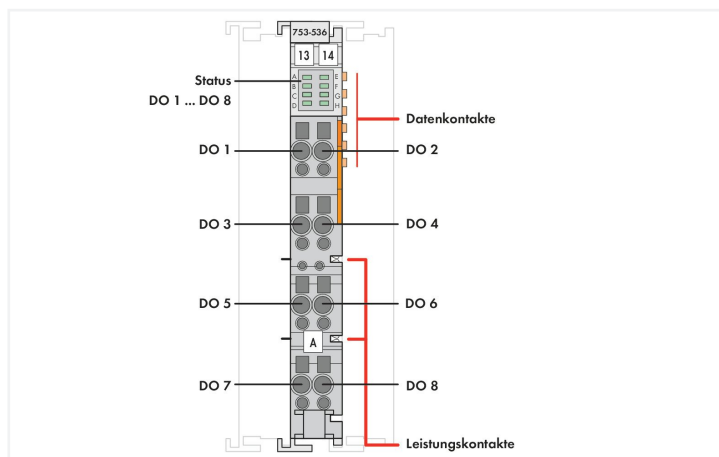 753-536
13 14
Status
DO 1 ... DO 8
A E
B F
C G
D H
Datenkontakte
DO 1 DO 2
DO 3 DO 4
DO 5 DO 6
A
DO 7 DO 8
Leistungskontakte